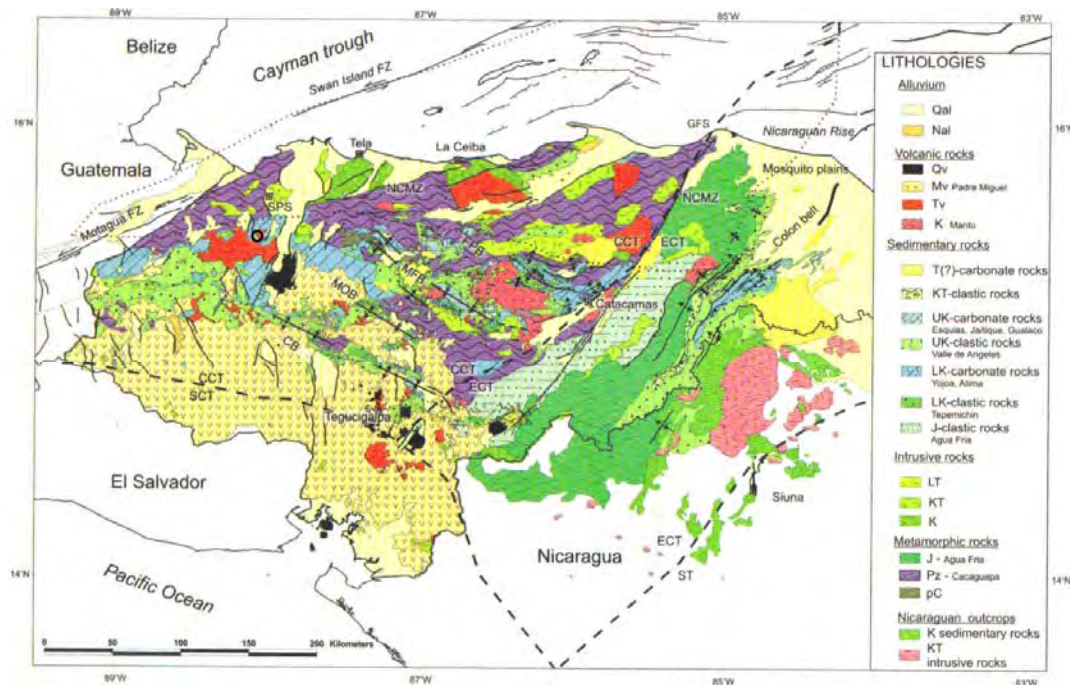 89°W
87°W
85°W
83°W
Belize
Cayman trough
Swan Island FZ
16°N
16°N
GFS
Nicaraguan Rise
Guatemala
Tela
La Ceiba
Mosquito plains
NCMZ
NCMZ
SPS
Motagua FZ
Colon belt
CCT
ECT
FFB
MFB
MOB
Catacamas
CB
CCT
ECT
CCT
SCT
Tegucigalpa
El Salvador
Siuna
Nicaragua
ECT
ST
14°N
14°N
Pacific Ocean
0 50 100 150 200 Kilometers
89°W
87°W
85°W
83°W
LITHOLOGIES
Alluvium
Qal
Nal
Volcanic rocks
Qv
Mv Padre Miguel
Tv
K Manto
Sedimentary rocks
T(?)-carbonate rocks
KT-clastic rocks
UK-carbonate rocks
Esquias, Jaitique, Gualaco
UK-clastic rocks
Valle de Angeles
LK-carbonate rocks
Yojoa, Atima
LK-clastic rocks
Tepemichin
J-clastic rocks
Agua Fria
Intrusive rocks
LT
KT
K
Metamorphic rocks
J - Agua Fria
Pz - Cacaguapa
pC
Nicaraguan outcrops
K sedimentary rocks
KT
intrusive rocks